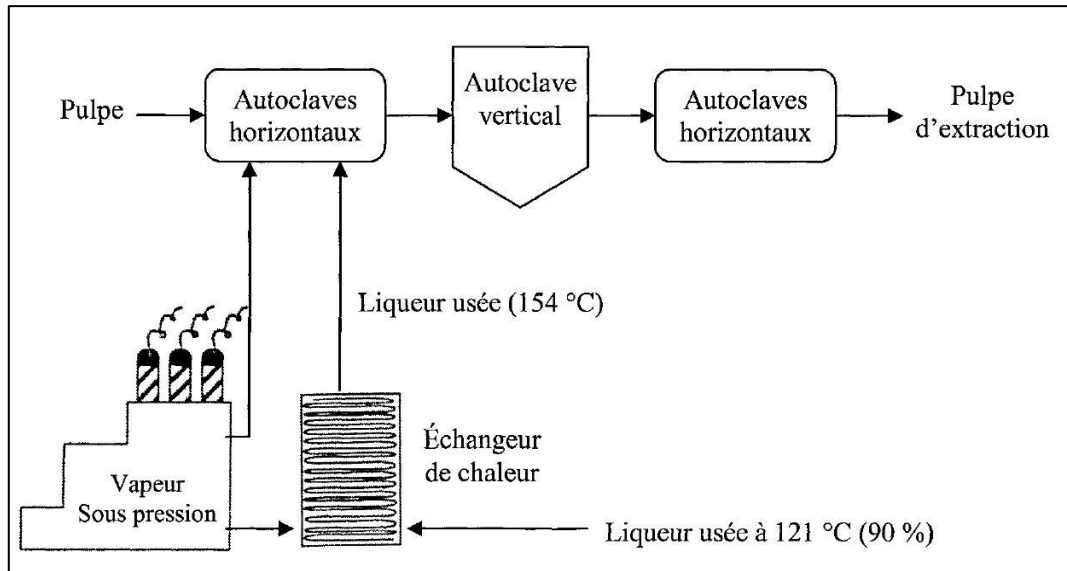 Pulpe
Autoclaves
horizontaux
Autoclave
vertical
Autoclaves
horizontaux
Pulpe
d'extraction
Liqueur usée (154 °C)
Échangeur
de chaleur
Vapeur
Sous pression
Liqueur usée à 121 °C (90 %)